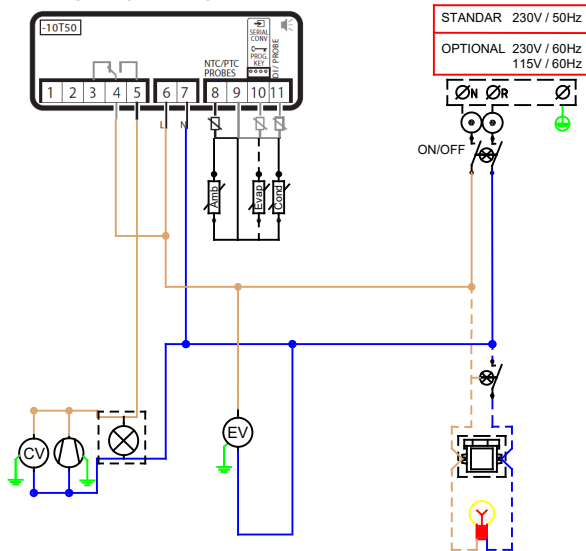 STANDAR 230V / 50Hz
OPTIONAL 230V / 60Hz
115V / 60Hz
-10T50
SERIAL
CONV
PROG.
KEY
NTC/PTC
PROBES
DI / PROBE
1 2 3 4 5 6 7 8 9 10 11
L N
N R
ON/OFF
Amb Evap Cond
CV
EV